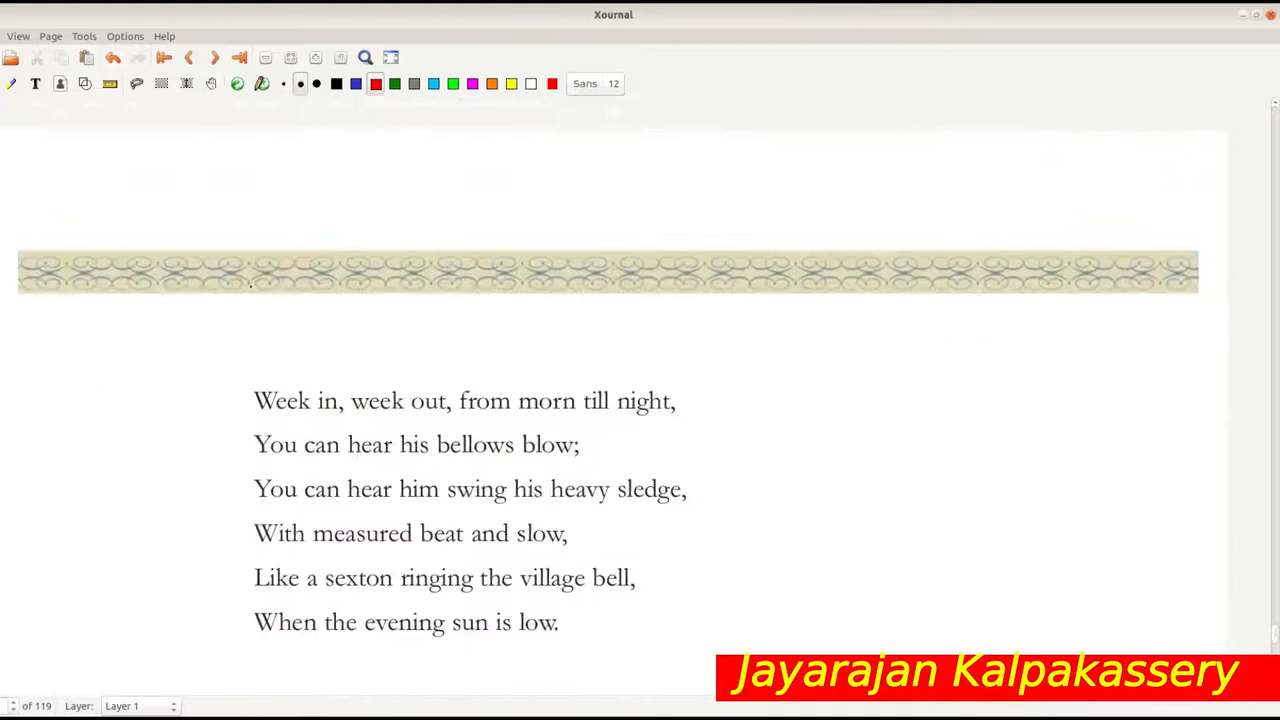 Xournal
View Page Tools Options Help
T Sans 12
Week in, week out, from morn till night,
You can hear his bellows blow;
You can hear him swing his heavy sledge,
With measured beat and slow,
Like a sexton ringing the village bell,
When the evening sun is low.
Jayarajan Kalpakassery
of 119 Layer: Layer 1